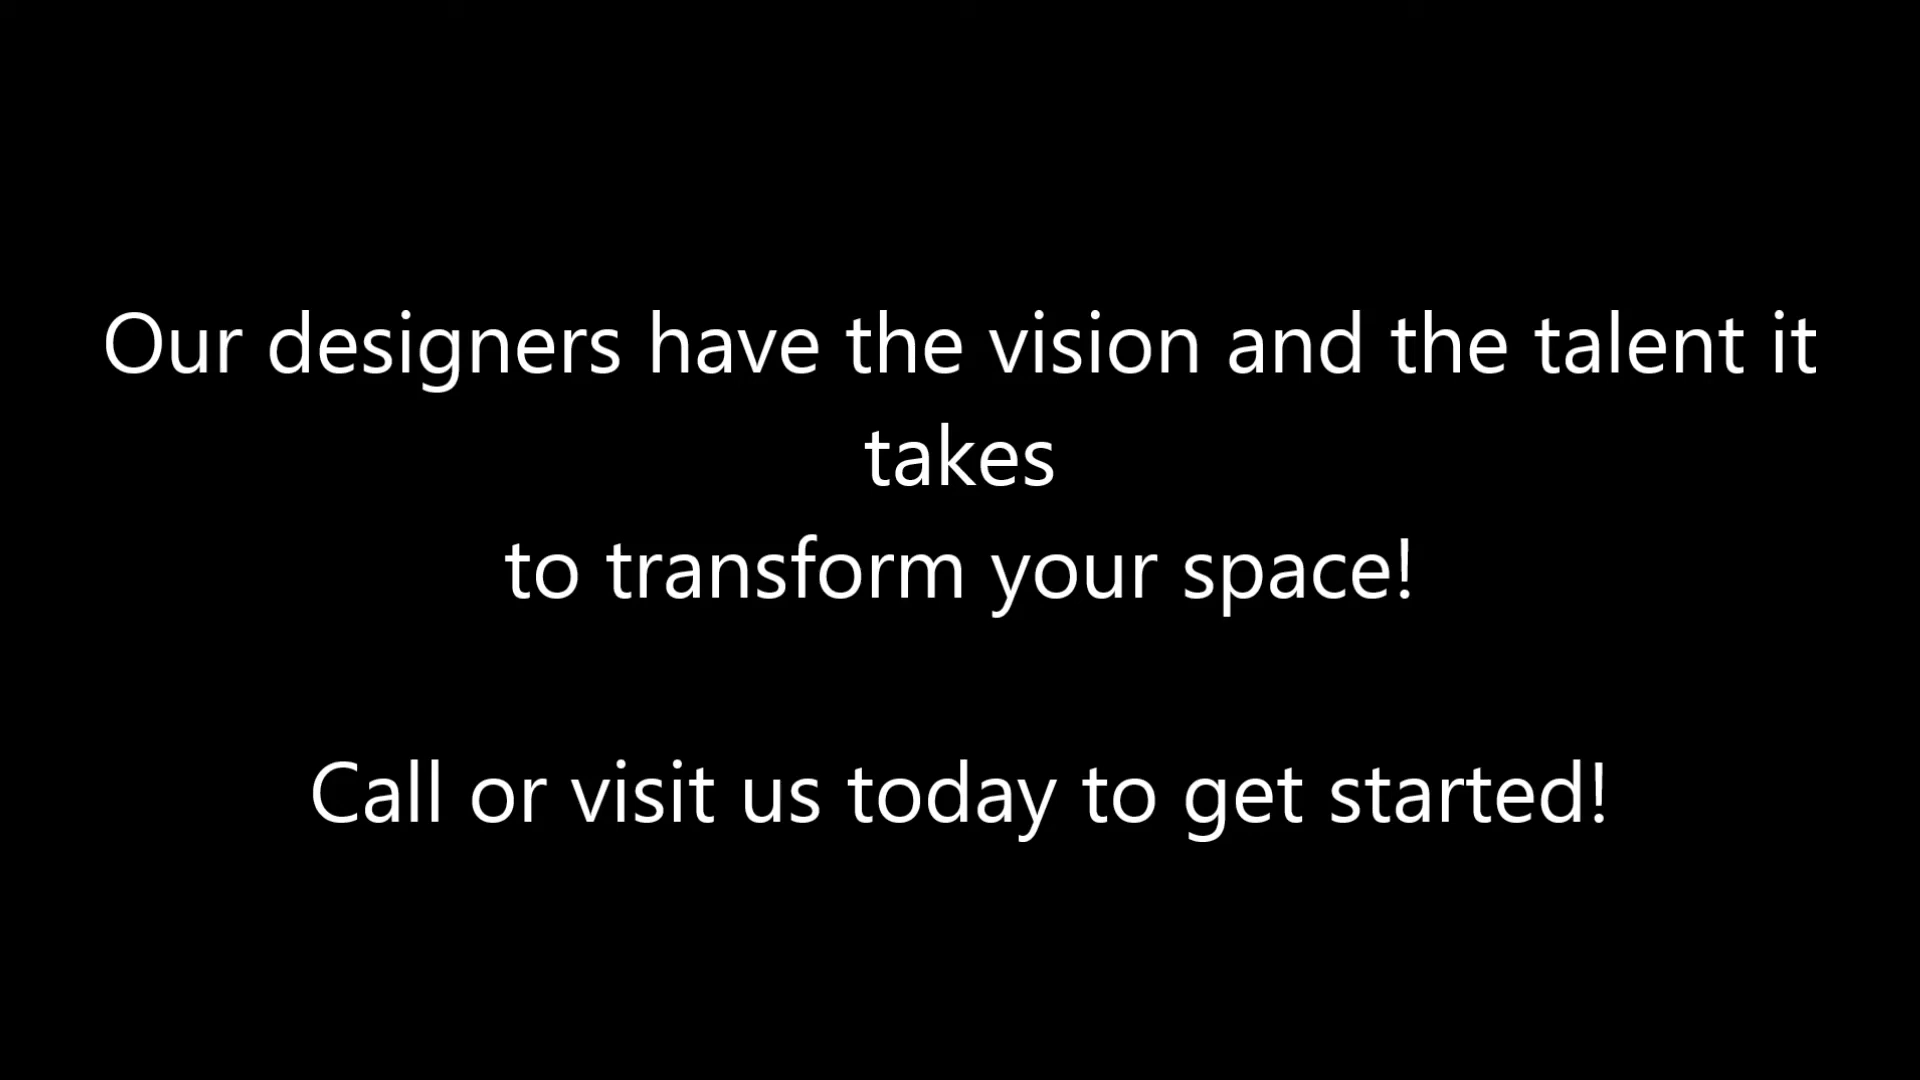 Our designers have the vision and the talent it
takes
to transform your space!
Call or visit us today to get started!